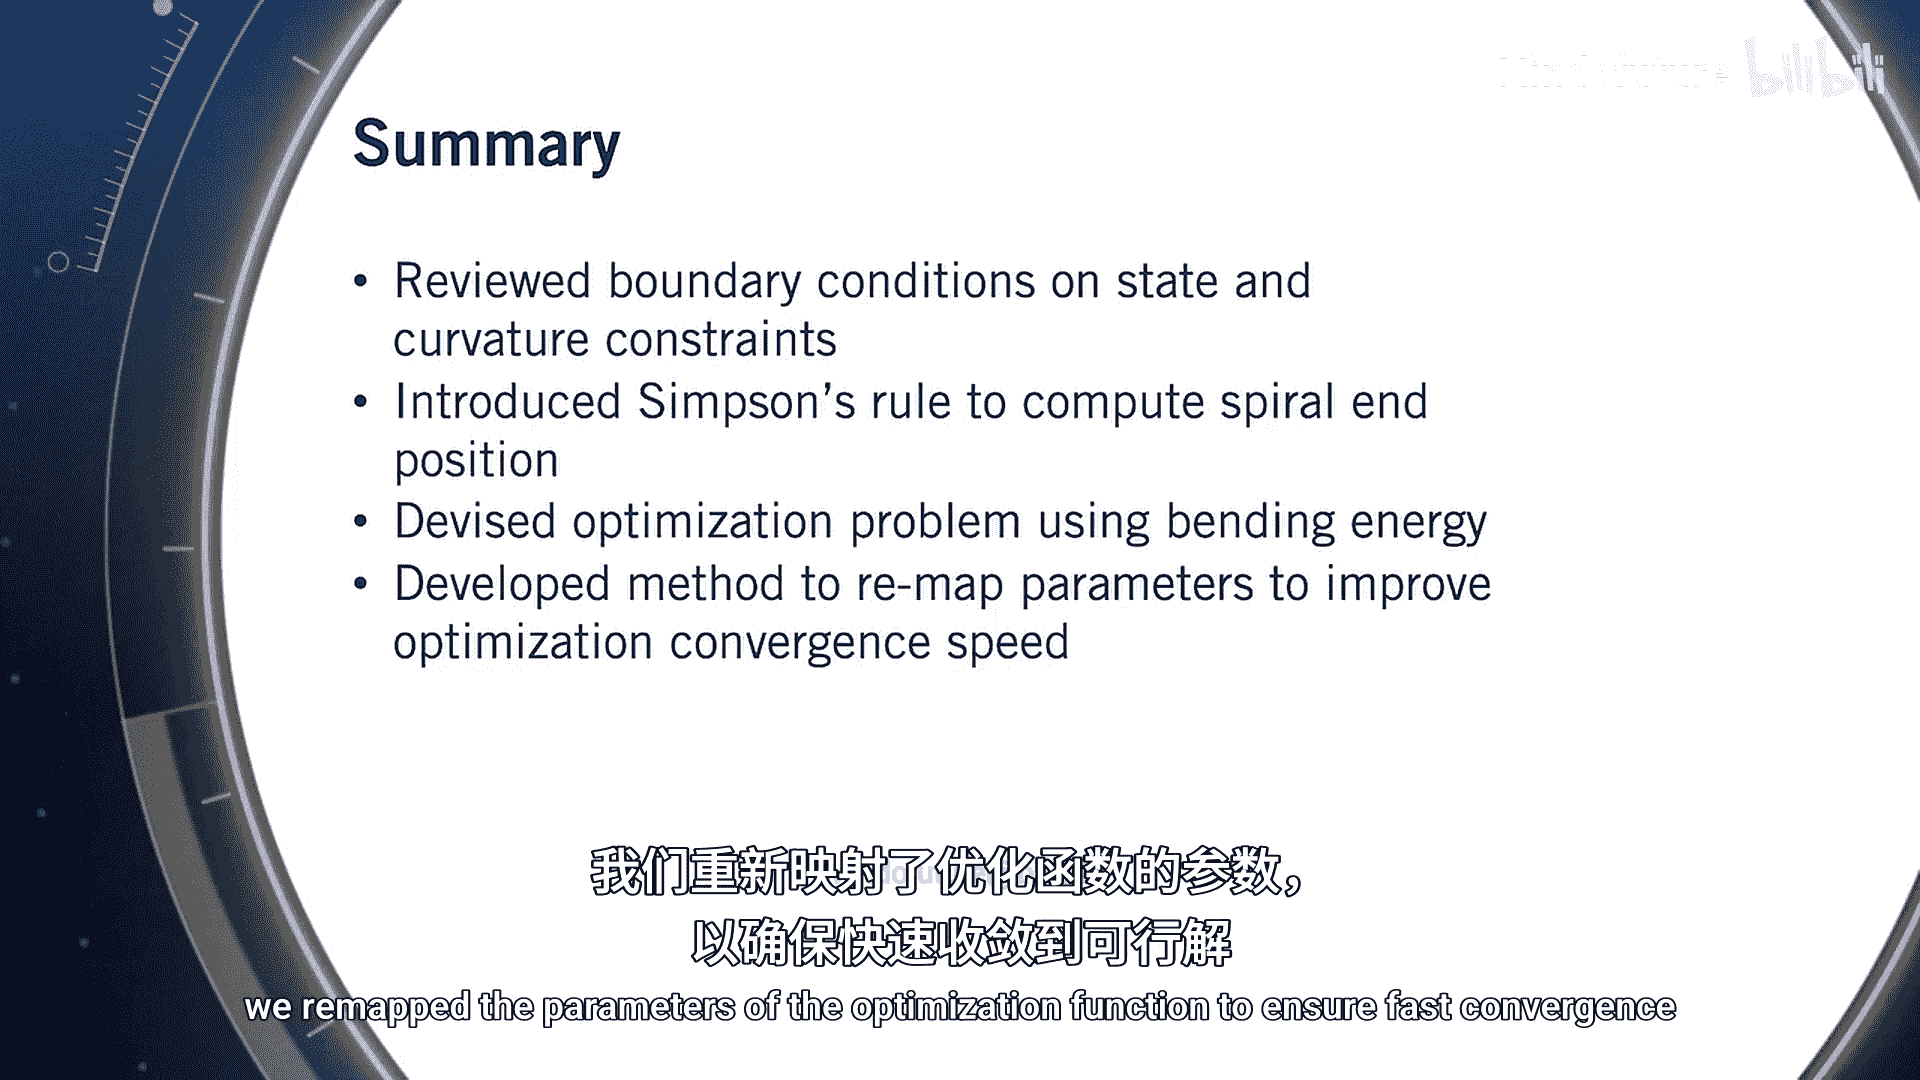 bilibili
Summary
• Reviewed boundary conditions on state and
curvature constraints
• Introduced Simpson’s rule to compute spiral end
position
• Devised optimization problem using bending energy
• Developed method to re-map parameters to improve
optimization convergence speed
我们重新映射了优化函数的参数，
以确保快速收敛到可行解
we remapped the parameters of the optimization function to ensure fast convergence